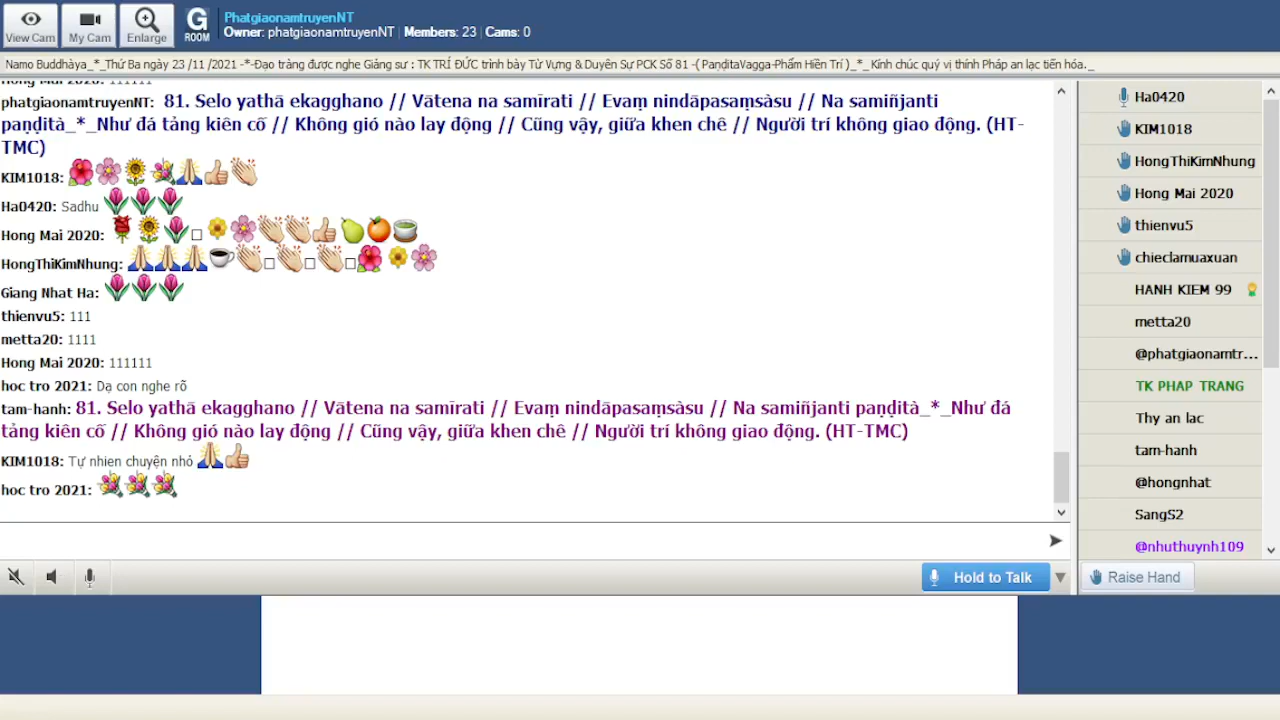 View Cam
My Cam
Enlarge
G
ROOM
PhatgiaonamtruyenNT
Owner: phatgiaonamtruyenNT | Members: 23 | Cams: 0
Namo Buddhàya_*_Thứ Ba ngày 23 /11 /2021 -*-Đạo tràng được nghe Giảng sư : TK TRÍ ĐỨC trình bày Từ Vựng & Duyên Sự PCK Số 81 -( PaṇḍitaVagga-Phẩm Hiền Trí )_*_ Kính chúc quý vị thính Pháp an lạc tiến hóa._
Hong Mai 2020: 111111
phatgiaonamtruyenNT: 81. Selo yathā ekagghano // Vātena na samīrati // Evaṃ nindāpasaṃsàsu // Na samiñjanti
paṇḍità_*_Như đá tảng kiên cố // Không gió nào lay động // Cũng vậy, giữa khen chê // Người trí không giao động. (HT-
TMC)
KIM1018:
Ha0420: Sadhu
Hong Mai 2020:
HongThiKimNhung:
Giang Nhat Ha:
thienvu5: 111
metta20: 1111
Hong Mai 2020: 111111
hoc tro 2021: Dạ con nghe rõ
tam-hanh: 81. Selo yathā ekagghano // Vātena na samīrati // Evaṃ nindāpasaṃsàsu // Na samiñjanti paṇḍità_*_Như đá
tảng kiên cố // Không gió nào lay động // Cũng vậy, giữa khen chê // Người trí không giao động. (HT-TMC)
KIM1018: Tự nhien chuyện nhỏ
hoc tro 2021:
Hold to Talk
Ha0420
KIM1018
HongThiKimNhung
Hong Mai 2020
thienvu5
chieclamuaxuan
HANH KIEM 99
metta20
@phatgiaonamtr...
TK PHAP TRANG
Thy an lac
tam-hanh
@hongnhat
SangS2
@nhuthuynh109
Raise Hand